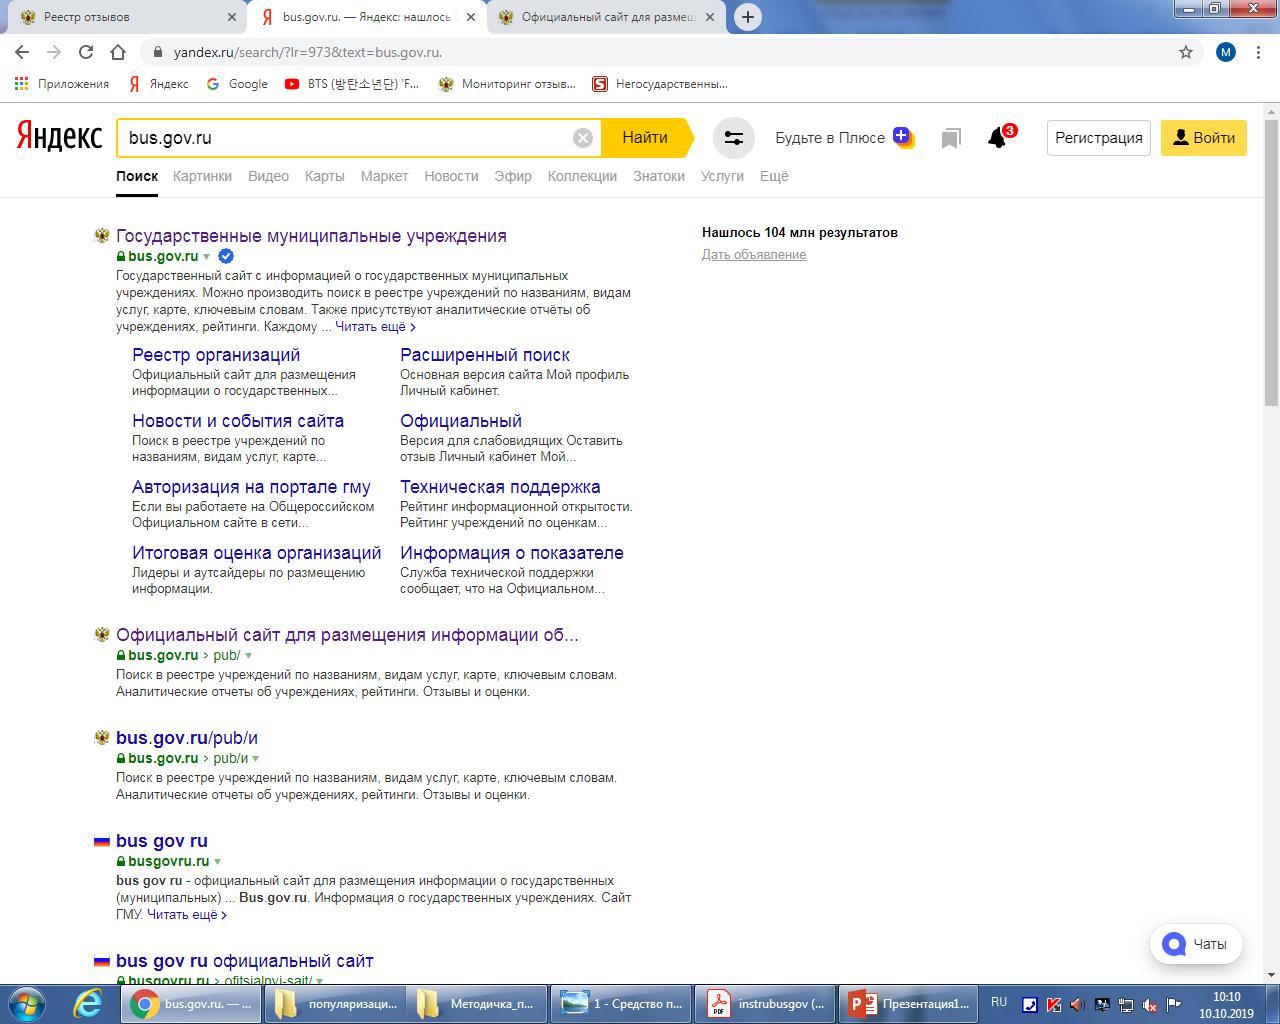 Реестр отзывов
bus.gov.ru. — Яндекс: нашлось
Официальный сайт для размещ
yandex.ru/search/?lr=973&text=bus.gov.ru.
M
Приложения
Яндекс
Google
BTS (방탄소년단) 'F...
Мониторинг отзыв...
Негосударственны...
Яндекс
bus.gov.ru
Найти
Будьте в Плюсе
3
Регистрация
Войти
Поиск Картинки Видео Карты Маркет Новости Эфир Коллекции Знатоки Услуги Ещё
Государственные муниципальные учреждения
bus.gov.ru
Государственный сайт с информацией о государственных муниципальных
учреждениях. Можно производить поиск в реестре учреждений по названиям, видам
услуг, карте, ключевым словам. Также присутствуют аналитические отчёты об
учреждениях, рейтинги. Каждому ... Читать ещё >
Нашлось 104 млн результатов
Дать объявление
Реестр организаций
Официальный сайт для размещения
информации о государственных...
Расширенный поиск
Основная версия сайта Мой профиль
Личный кабинет.
Новости и события сайта
Поиск в реестре учреждений по
названиям, видам услуг, карте...
Официальный
Версия для слабовидящих Оставить
отзыв Личный кабинет Мой...
Авторизация на портале гму
Если вы работаете на Общероссийском
Официальном сайте в сети...
Техническая поддержка
Рейтинг информационной открытости.
Рейтинг учреждений по оценкам...
Итоговая оценка организаций
Лидеры и аутсайдеры по размещению
информации.
Информация о показателе
Служба технической поддержки
сообщает, что на Официальном...
Официальный сайт для размещения информации об...
bus.gov.ru > pub/
Поиск в реестре учреждений по названиям, видам услуг, карте, ключевым словам.
Аналитические отчеты об учреждениях, рейтинги. Отзывы и оценки.
bus.gov.ru/pub/и
bus.gov.ru > pub/и
Поиск в реестре учреждений по названиям, видам услуг, карте, ключевым словам.
Аналитические отчеты об учреждениях, рейтинги. Отзывы и оценки.
bus gov ru
busgovru.ru
bus gov ru - официальный сайт для размещения информации о государственных
(муниципальных) ... Bus.gov.ru. Информация о государственных учреждениях. Сайт
ГМУ. Читать ещё >
bus gov ru официальный сайт
busgovru.ru > ofitsialnyi-sait/
Чаты
bus.gov.ru. — ...
популяризаци...
Методичка_п...
1 - Средство п...
instrubusgov (...
Презентация1...
RU
10:10
10.10.2019